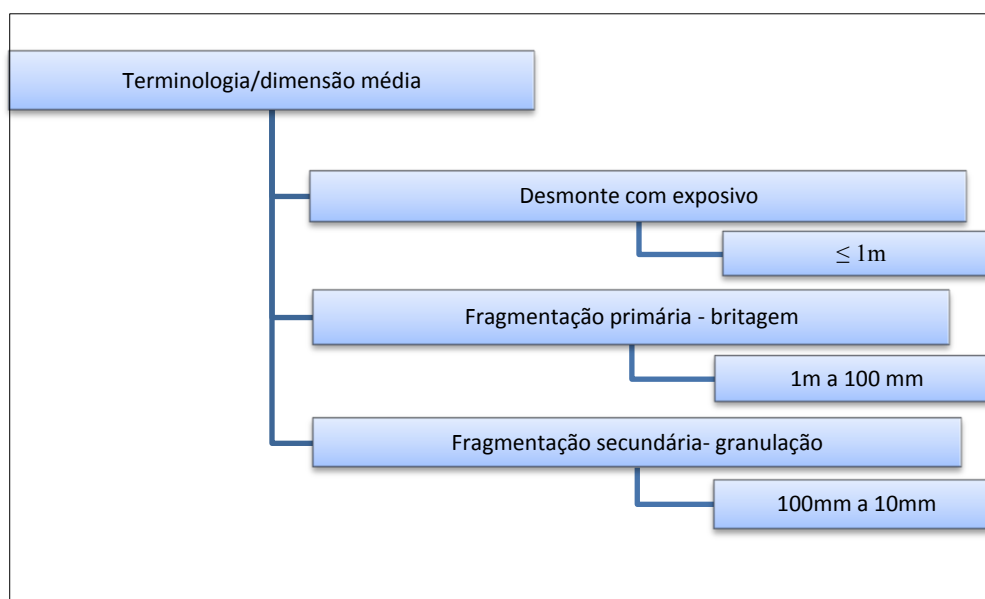 Terminologia/dimensão média
Desmonte com exposivo
≤ 1m
Fragmentação primária - britagem
1m a 100 mm
Fragmentação secundária- granulação
100mm a 10mm